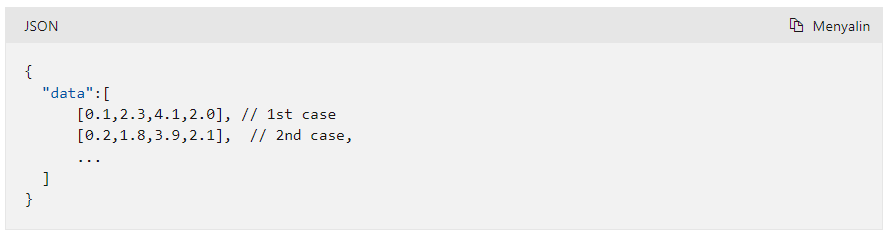 JSON
Menyalin
{
"data":[
[0.1,2.3,4.1,2.0], // 1st case
[0.2,1.8,3.9,2.1],  // 2nd case,
...
]
}